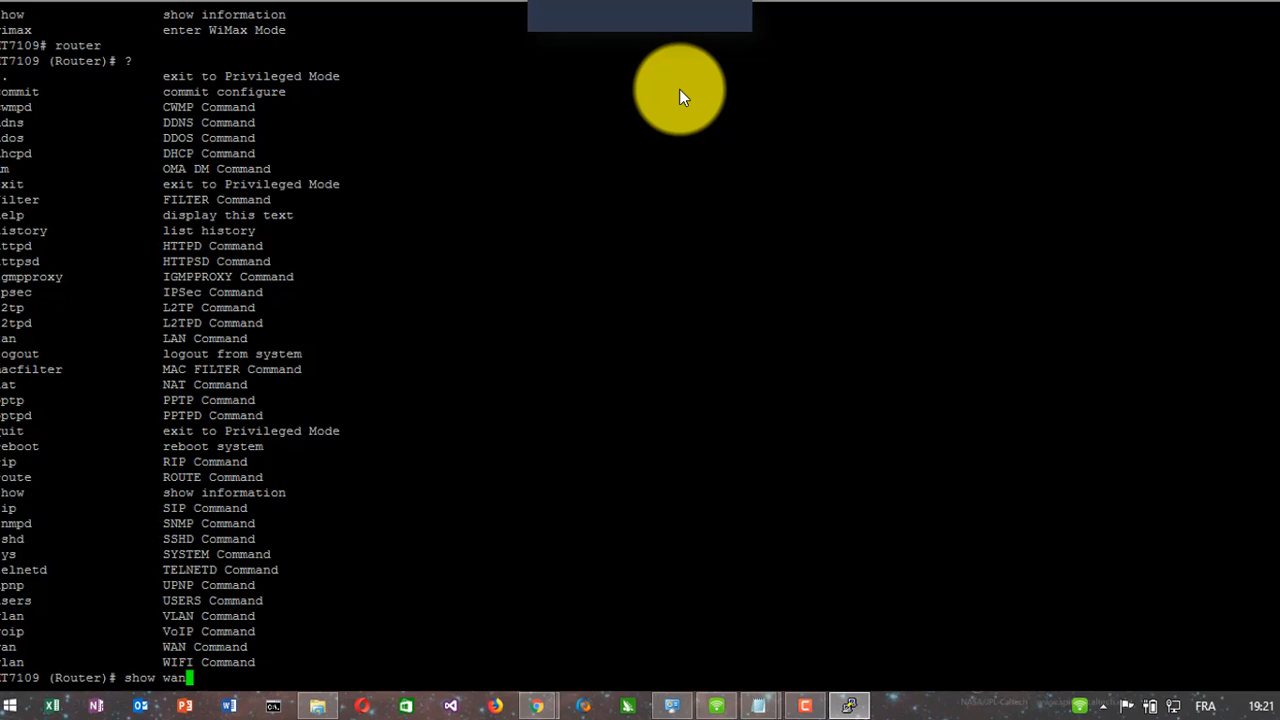 how show information
imax enter WiMax Mode
T7109# router
T7109 (Router)# ?
. exit to Privileged Mode
ommit commit configure
wmpd CWMP Command
dns DDNS Command
dos DDOS Command
hcpd DHCP Command
m OMA DM Command
xit exit to Privileged Mode
ilter FILTER Command
elp display this text
istory list history
ttpd HTTPD Command
ttpsd HTTPSD Command
gmpproxy IGMPPROXY Command
psec IPSec Command
2tp L2TP Command
2tpd L2TPD Command
an LAN Command
ogout logout from system
acfilter MAC FILTER Command
at NAT Command
ptp PPTP Command
ptpd PPTPD Command
uit exit to Privileged Mode
eboot reboot system
ip RIP Command
oute ROUTE Command
how show information
ip SIP Command
nmpd SNMP Command
shd SSHD Command
ys SYSTEM Command
elnetd TELNETD Command
pnp UPNP Command
sers USERS Command
lan VLAN Command
oip VoIP Command
an WAN Command
lan WIFI Command
T7109 (Router)# show wan
NASA/JPL-Caltech FRA 19:21